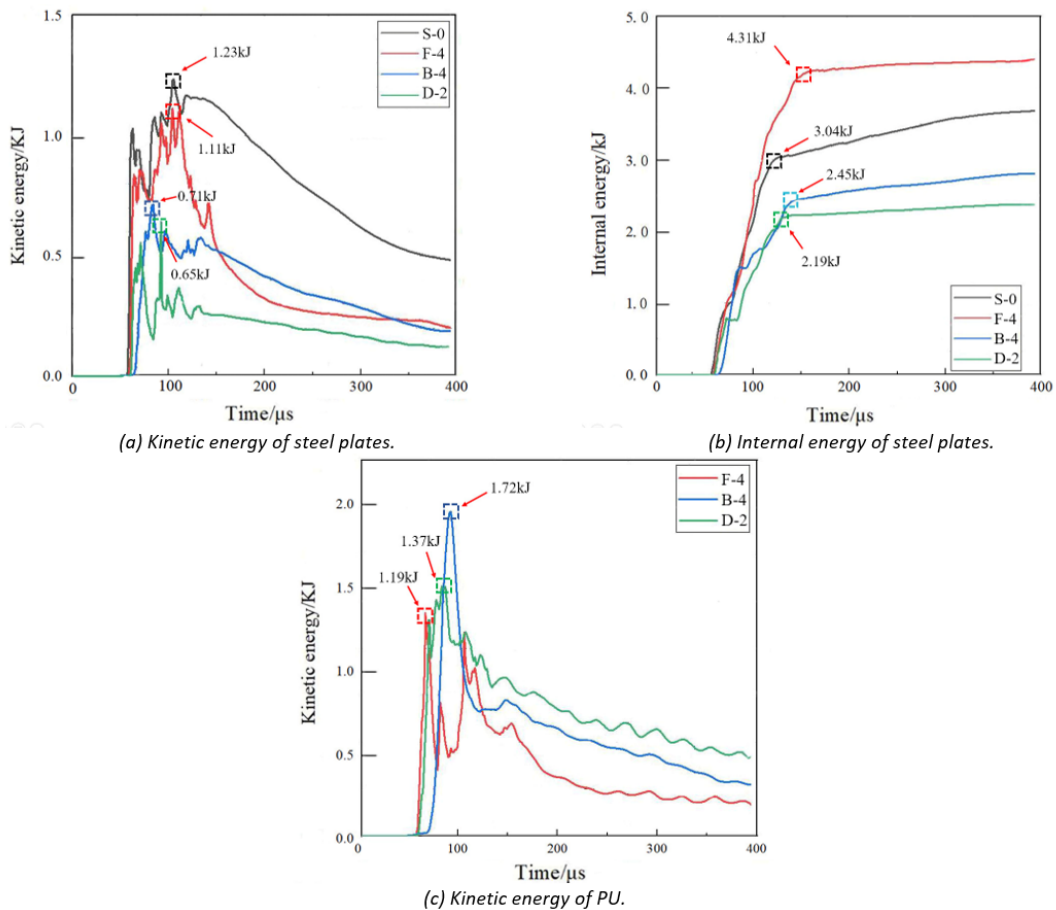 1.5
1.0
0.5
0.0
Kinetic energy/KJ
0
100
200
300
400
Time/μs
S-0
F-4
B-4
D-2
1.23kJ
1.11kJ
0.71kJ
0.65kJ
(a) Kinetic energy of steel plates.
5.0
4.0
3.0
2.0
1.0
0.0
Internal energy/kJ
0
100
200
300
400
Time/μs
4.31kJ
3.04kJ
2.45kJ
2.19kJ
S-0
F-4
B-4
D-2
(b) Internal energy of steel plates.
2.0
1.5
1.0
0.5
0.0
Kinetic energy/KJ
0
100
200
300
400
Time/μs
F-4
B-4
D-2
1.72kJ
1.37kJ
1.19kJ
(c) Kinetic energy of PU.